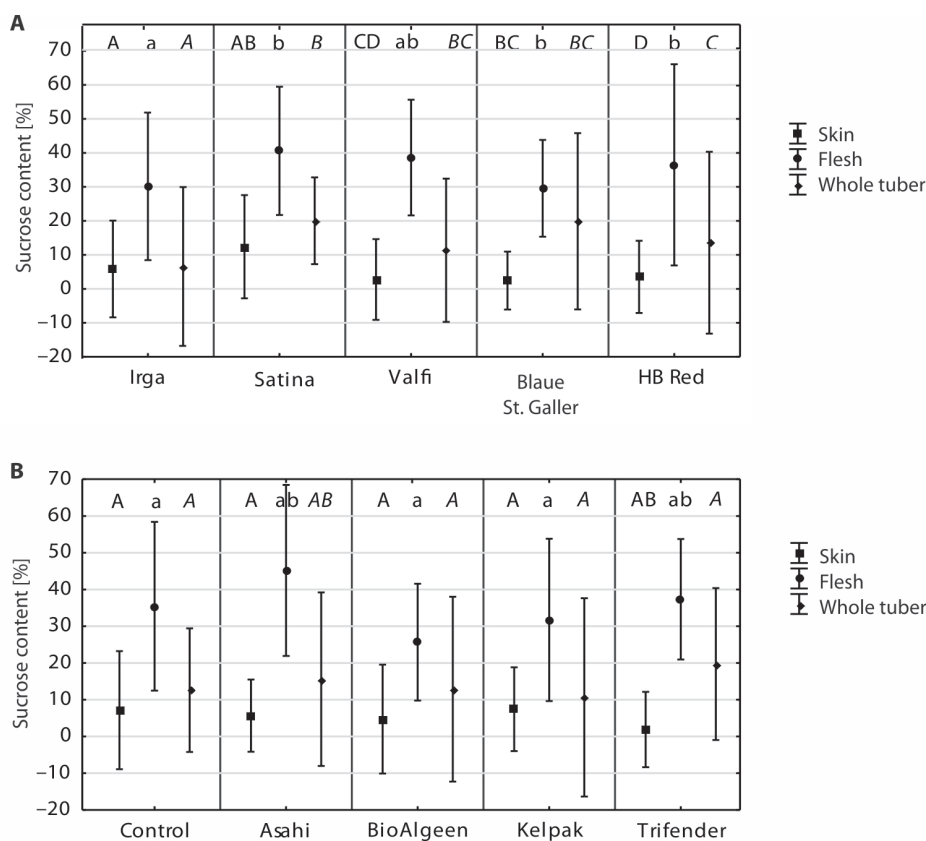 A
A a A AB b B CD ab BC BC b BC D b C
70
60
50
40
30
20
10
0
−10
−20
Sucrose content [%]
Irga Satina Valfi Blaue St. Galler HB Red
Skin
Flesh
Whole tuber
B
A a A A ab AB A a A A a A AB ab A
70
60
50
40
30
20
10
0
−10
−20
Sucrose content [%]
Control Asahi BioAlgeen Kelpak Trifender
Skin
Flesh
Whole tuber